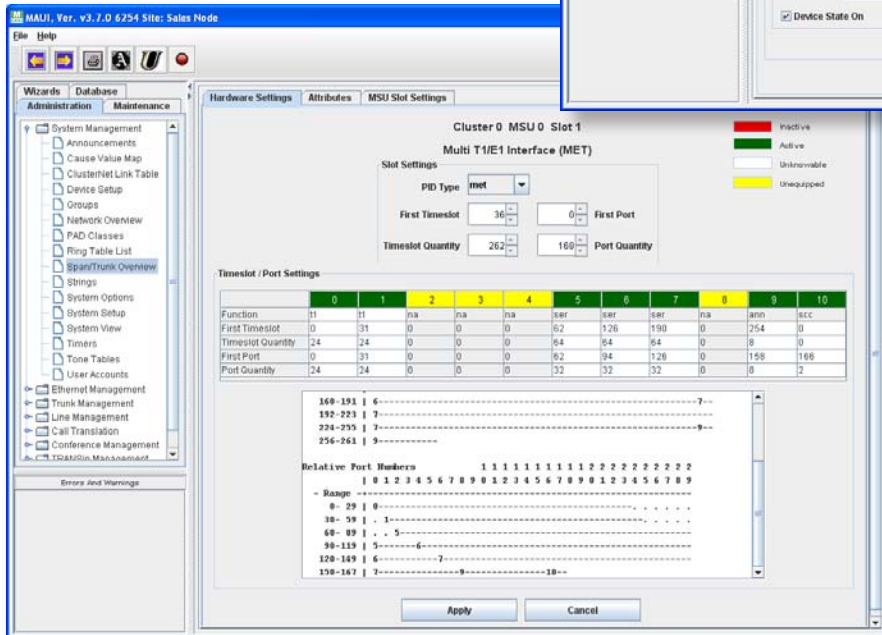 MAUI, Ver. v3.7.0 6254 Site: Sales Node
File Help
Device State On
Wizards Database
Administration Maintenance
System Management
Announcements
Cause Value Map
ClusterNet Link Table
Device Setup
Groups
Network Overview
PAD Classes
Ring Table List
Span/Trunk Overview
Strings
System Options
System Setup
System View
Timers
Tone Tables
User Accounts
Ethernet Management
Trunk Management
Line Management
Call Translation
Conference Management
TRANSip Management
Errors And Warnings
Hardware Settings Attributes MSU Slot Settings
Cluster 0 MSU 0 Slot 1
Multi T1/E1 Interface (MET)
Inactive
Active
Unknowable
Unequipped
Slot Settings
PID Type met
First Timeslot 36 0 First Port
Timeslot Quantity 262 168 Port Quantity
Timeslot / Port Settings
0 1 2 3 4 5 6 7 8 9 10
Function t1 t1 na na na ser ser ser na ann scc
First Timeslot 0 31 0 0 0 62 126 190 0 254 0
Timeslot Quantity 24 24 0 0 0 64 64 64 0 8 0
First Port 0 31 0 0 0 62 94 126 0 158 166
Port Quantity 24 24 0 0 0 32 32 32 0 8 2
160-191 | 6------------------------------------------------------------7--
192-223 | 7---------------------------------------------------------------
224-255 | 7------------------------------------------------------------9--
256-261 | 9-----------
Relative Port Numbers 1 1 1 1 1 1 1 1 1 1 2 2 2 2 2 2 2 2 2 2
| 0 1 2 3 4 5 6 7 8 9 0 1 2 3 4 5 6 7 8 9 0 1 2 3 4 5 6 7 8 9
- Range -+------------------------------------------------------------
0- 29 | 0----------------------------------------------- . . . . . .
30- 59 | . 1----------------------------------------------- . . . . .
60- 89 | . . 5-------------------------------------------------------
90-119 | 5-------6---------------------------------------------------
120-149 | 6-----------7-----------------------------------------------
150-167 | 7---------------9---------------10--
Apply Cancel